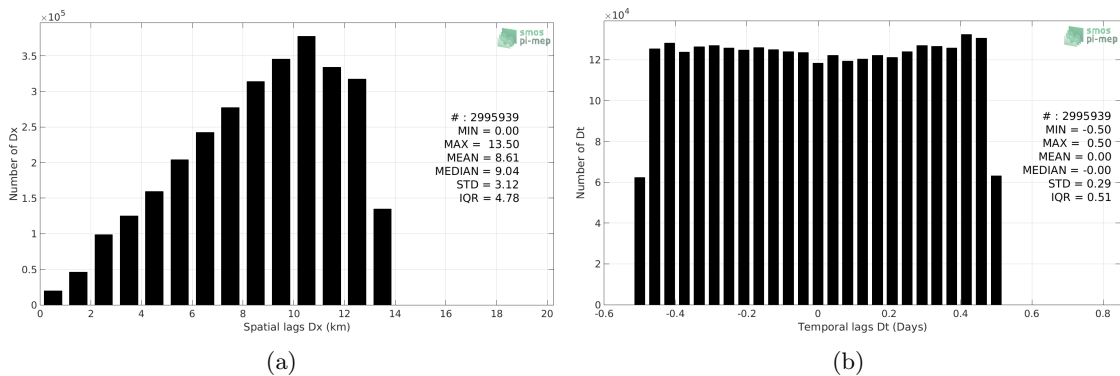 ×10^5
3.5
3
2.5
2
1.5
1
0.5
0
0 2 4 6 8 10 12 14 16 18 20
Number of Dx
Spatial lags Dx (km)
smos
pi-mep
# : 2995939
MIN = 0.00
MAX = 13.50
MEAN = 8.61
MEDIAN = 9.04
STD = 3.12
IQR = 4.78
(a)
×10^4
12
10
8
6
4
2
0
-0.6 -0.4 -0.2 0 0.2 0.4 0.6 0.8
Number of Dt
Temporal lags Dt (Days)
smos
pi-mep
# : 2995939
MIN = -0.50
MAX = 0.50
MEAN = 0.00
MEDIAN = -0.00
STD = 0.29
IQR = 0.51
(b)